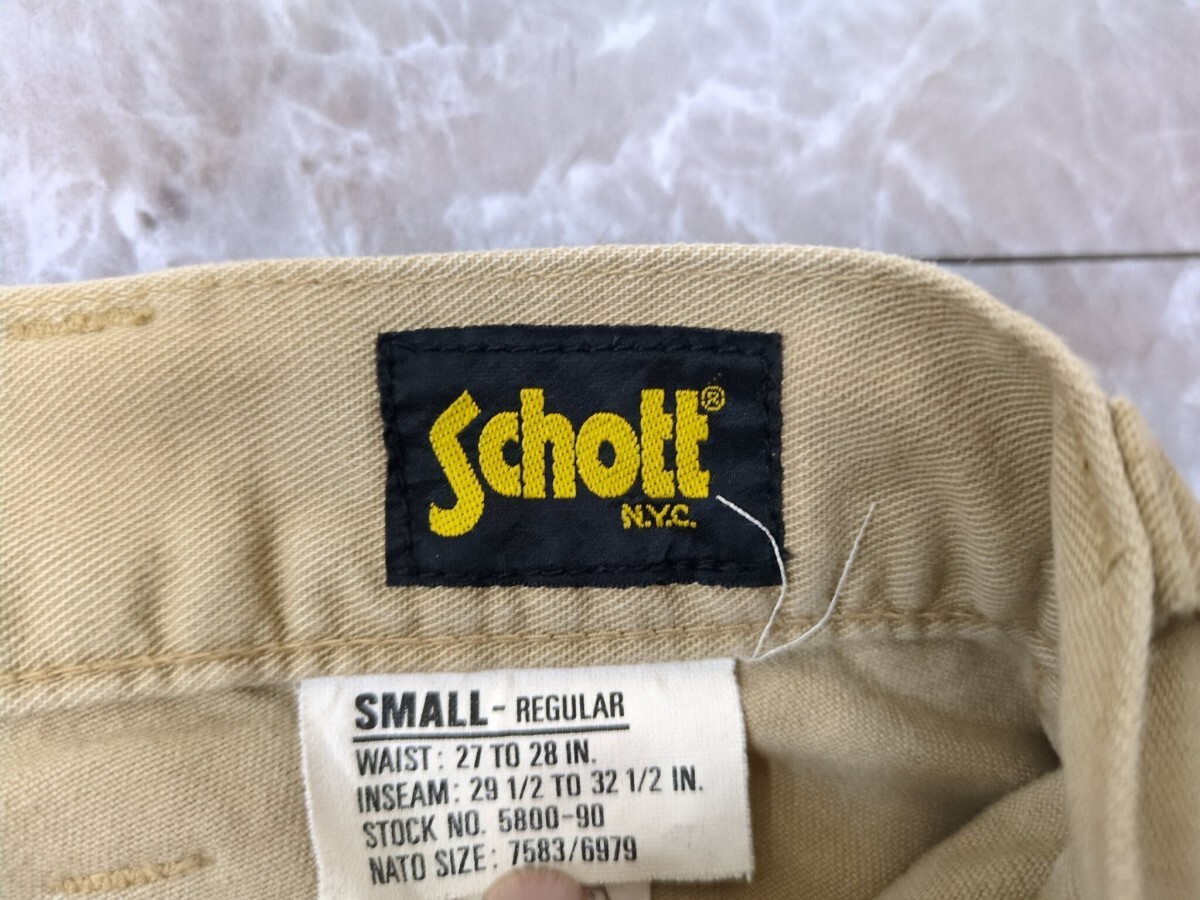 Schott®
N.Y.C.
SMALL - REGULAR
WAIST: 27 TO 28 IN.
INSEAM: 29 1/2 TO 32 1/2 IN.
STOCK NO. 5800-90
NATO SIZE: 7583/6979